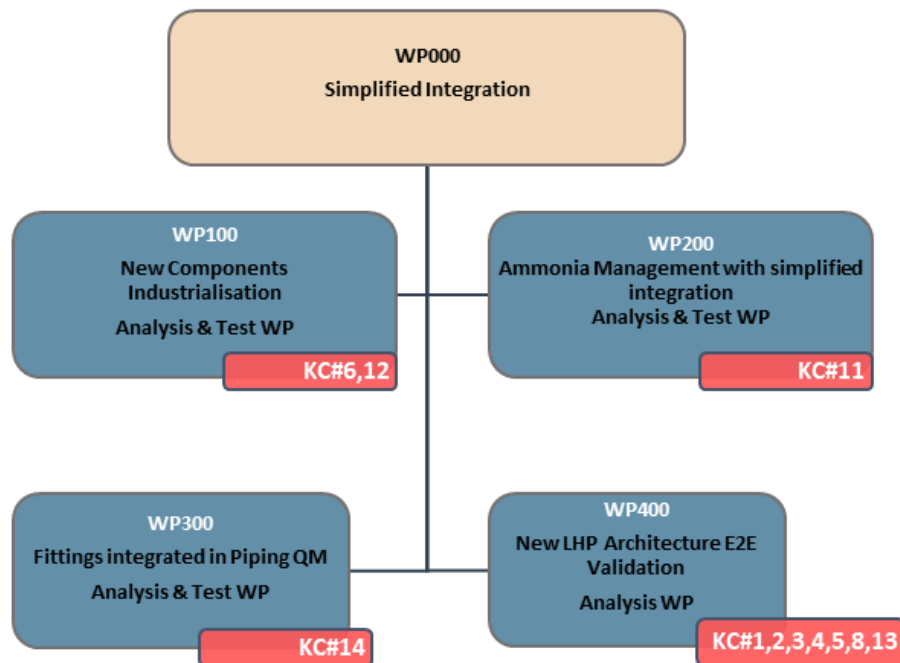 WP000
Simplified Integration
WP100
New Components
Industrialisation
Analysis & Test WP
KC#6,12
WP200
Ammonia Management with simplified
integration
Analysis & Test WP
KC#11
WP300
Fittings integrated in Piping QM
Analysis & Test WP
KC#14
WP400
New LHP Architecture E2E
Validation
Analysis WP
KC#1,2,3,4,5,8,13